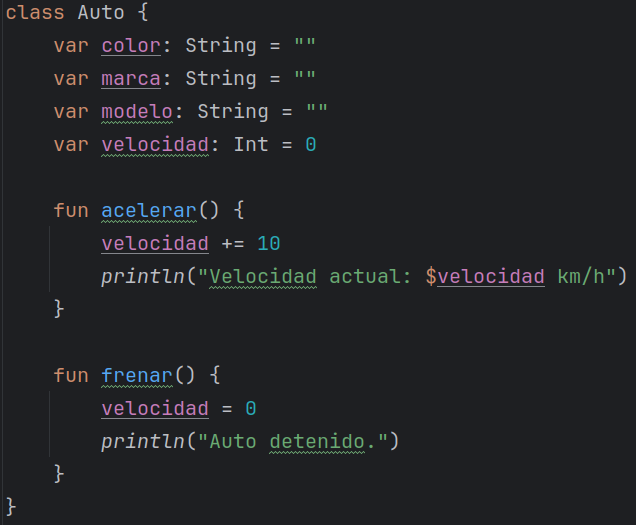 class Auto {
    var color: String = ""
    var marca: String = ""
    var modelo: String = ""
    var velocidad: Int = 0
    fun acelerar() {
        velocidad += 10
        println("Velocidad actual: $velocidad km/h")
    }
    fun frenar() {
        velocidad = 0
        println("Auto detenido.")
    }
}